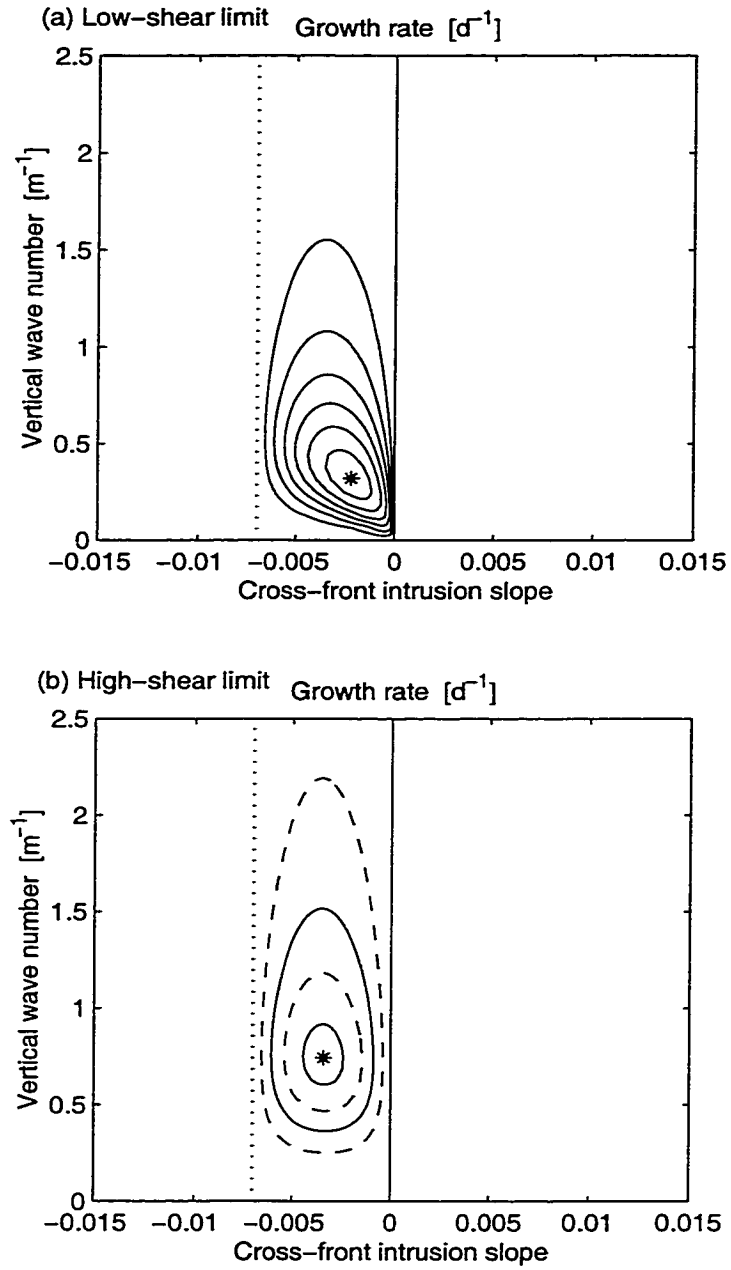 (a) Low-shear limit Growth rate [d⁻¹]
2.5
2
1.5
1
0.5
0
Vertical wave number [m⁻¹]
-0.015 -0.01 -0.005 0 0.005 0.01 0.015
Cross-front intrusion slope
(b) High-shear limit Growth rate [d⁻¹]
2.5
2
1.5
1
0.5
0
Vertical wave number [m⁻¹]
-0.015 -0.01 -0.005 0 0.005 0.01 0.015
Cross-front intrusion slope